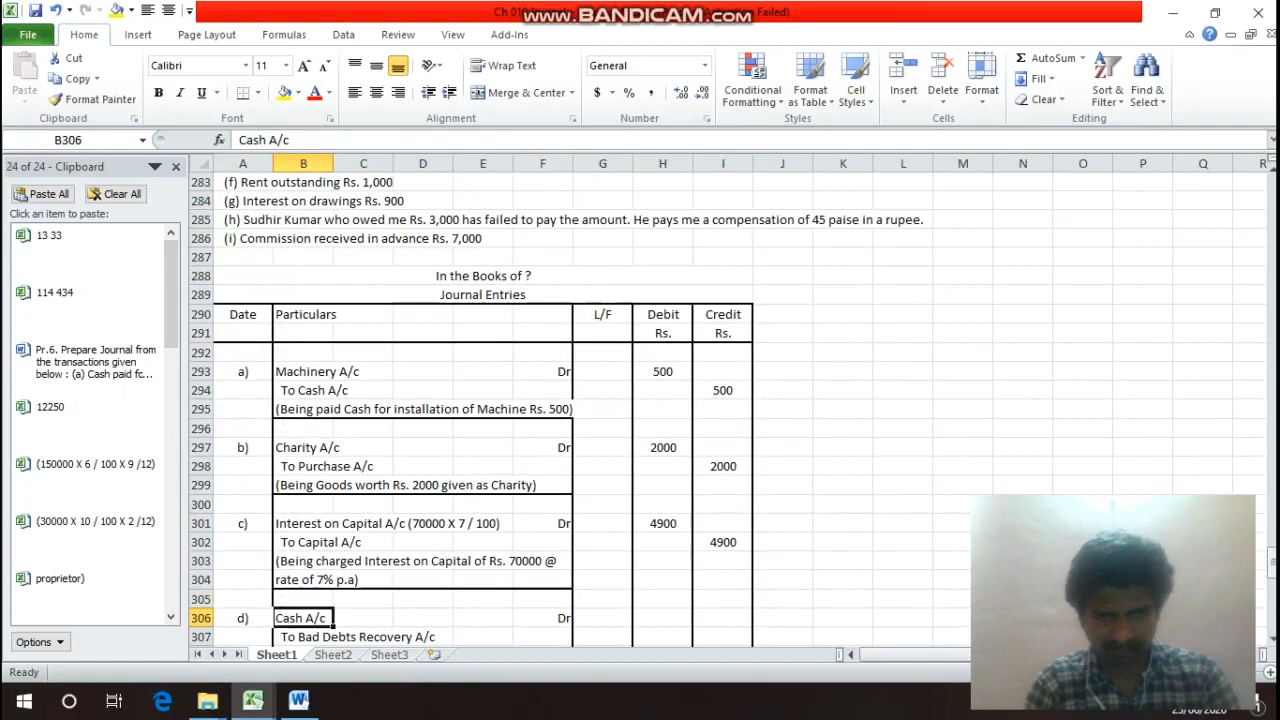 Ch 01
Failed)
www.BANDICAM.com
File Home Insert Page Layout Formulas Data Review View Add-Ins
Cut
Copy
Format Painter
Paste
Clipboard
Calibri 11
B I U
Font
Wrap Text
Merge & Center
Alignment
General
$ % ,
Number
Conditional Formatting
Format as Table
Cell Styles
Styles
Insert Delete Format
Cells
Σ AutoSum
Fill
Clear
Sort & Filter
Find & Select
Editing
B306 fx Cash A/c
24 of 24 - Clipboard
Paste All Clear All
Click an item to paste:
13 33
114 434
Pr.6. Prepare Journal from
the transactions given
below : (a) Cash paid fc...
12250
(150000 X 6 / 100 X 9 /12)
(30000 X 10 / 100 X 2 /12)
proprietor)
Options
A B C D E F G H I J K L M N O P Q R
283 (f) Rent outstanding Rs. 1,000
284 (g) Interest on drawings Rs. 900
285 (h) Sudhir Kumar who owed me Rs. 3,000 has failed to pay the amount. He pays me a compensation of 45 paise in a rupee.
286 (i) Commission received in advance Rs. 7,000
287
288 In the Books of ?
289 Journal Entries
290 Date Particulars L/F Debit Credit
291 Rs. Rs.
292
293 a) Machinery A/c Dr 500
294 To Cash A/c 500
295 (Being paid Cash for installation of Machine Rs. 500)
296
297 b) Charity A/c Dr 2000
298 To Purchase A/c 2000
299 (Being Goods worth Rs. 2000 given as Charity)
300
301 c) Interest on Capital A/c (70000 X 7 / 100) Dr 4900
302 To Capital A/c 4900
303 (Being charged Interest on Capital of Rs. 70000 @
304 rate of 7% p.a)
305
306 d) Cash A/c Dr
307 To Bad Debts Recovery A/c
Sheet1 Sheet2 Sheet3
Ready